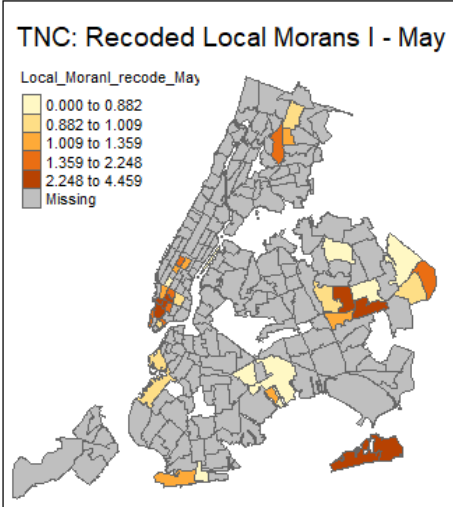 TNC: Recoded Local Morans I - May
Local_MoranI_recode_May
0.000 to 0.882
0.882 to 1.009
1.009 to 1.359
1.359 to 2.248
2.248 to 4.459
Missing